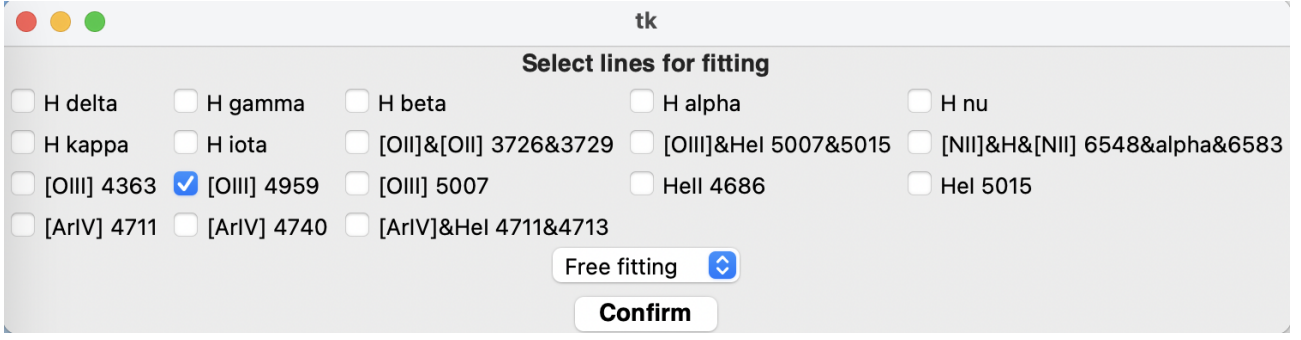 tk
Select lines for fitting
H delta H gamma H beta H alpha H nu
H kappa H iota [OII]&[OII] 3726&3729 [OIII]&HeI 5007&5015 [NII]&H&[NII] 6548&alpha&6583
[OIII] 4363 [OIII] 4959 [OIII] 5007 HeII 4686 HeI 5015
[ArIV] 4711 [ArIV] 4740 [ArIV]&HeI 4711&4713
Free fitting
Confirm